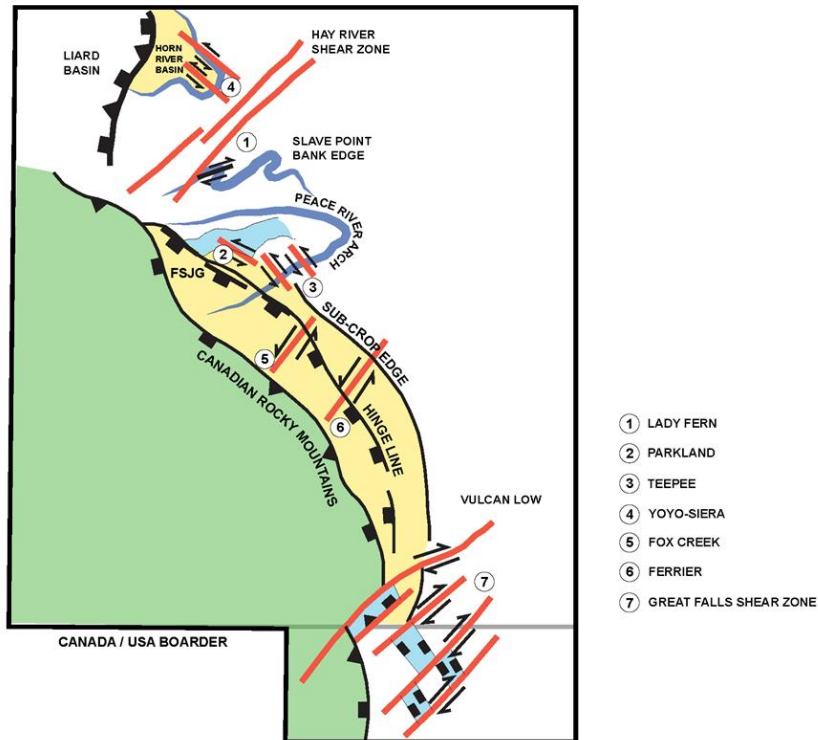 LIARD
BASIN
HORN
RIVER
BASIN
4
HAY RIVER
SHEAR ZONE
1
SLAVE POINT
BANK EDGE
PEACE RIVER
ARCH
2
3
FSJG
SUB-CROP EDGE
5
CANADIAN ROCKY MOUNTAINS
HINGE LINE
6
VULCAN LOW
7
CANADA / USA BOARDER
1 LADY FERN
2 PARKLAND
3 TEEPEE
4 YOYO-SIERA
5 FOX CREEK
6 FERRIER
7 GREAT FALLS SHEAR ZONE